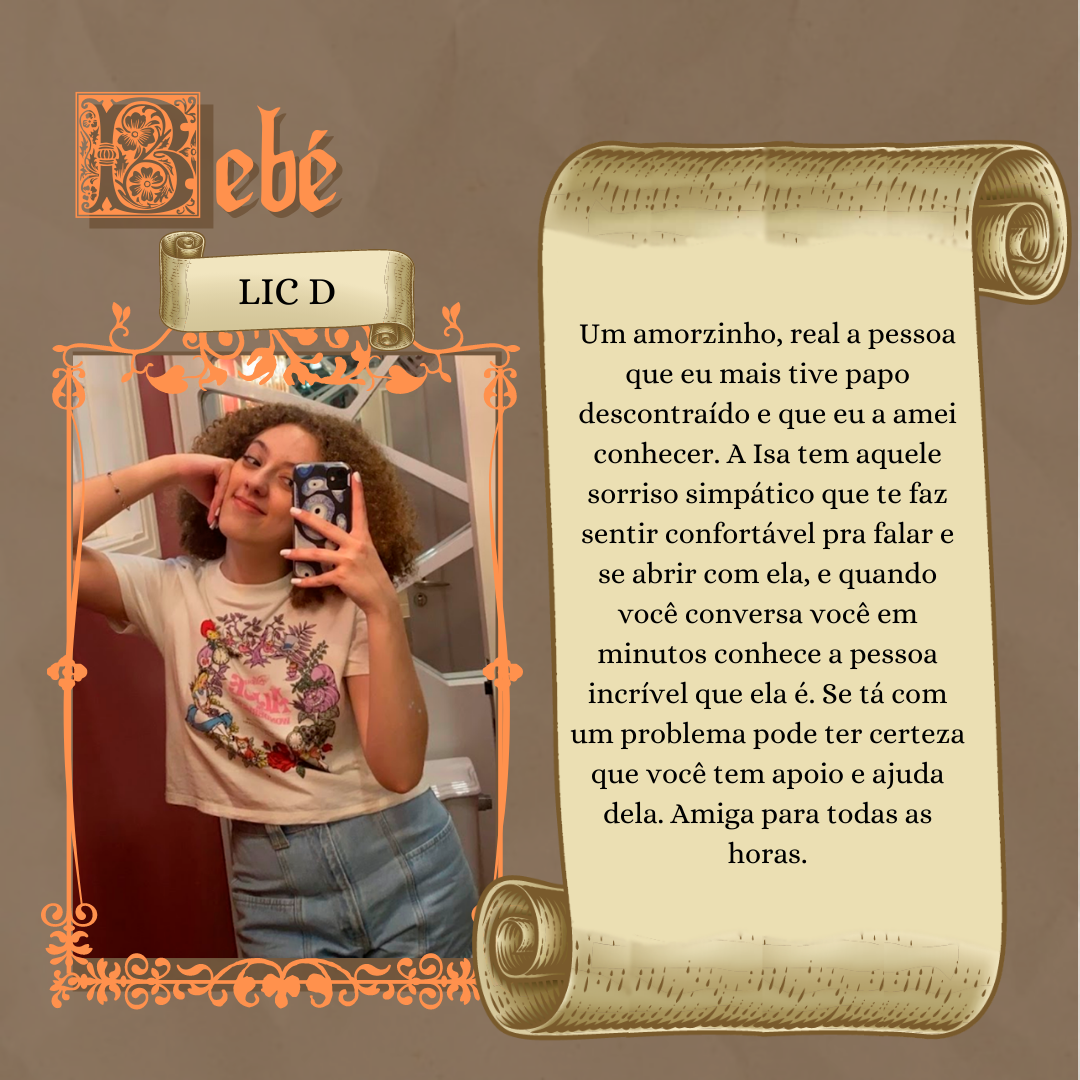 Bebé
LIC D
Um amorzinho, real a pessoa
que eu mais tive papo
descontraído e que eu a amei
conhecer. A Isa tem aquele
sorriso simpático que te faz
sentir confortável pra falar e
se abrir com ela, e quando
você conversa você em
minutos conhece a pessoa
incrível que ela é. Se tá com
um problema pode ter certeza
que você tem apoio e ajuda
dela. Amiga para todas as
horas.